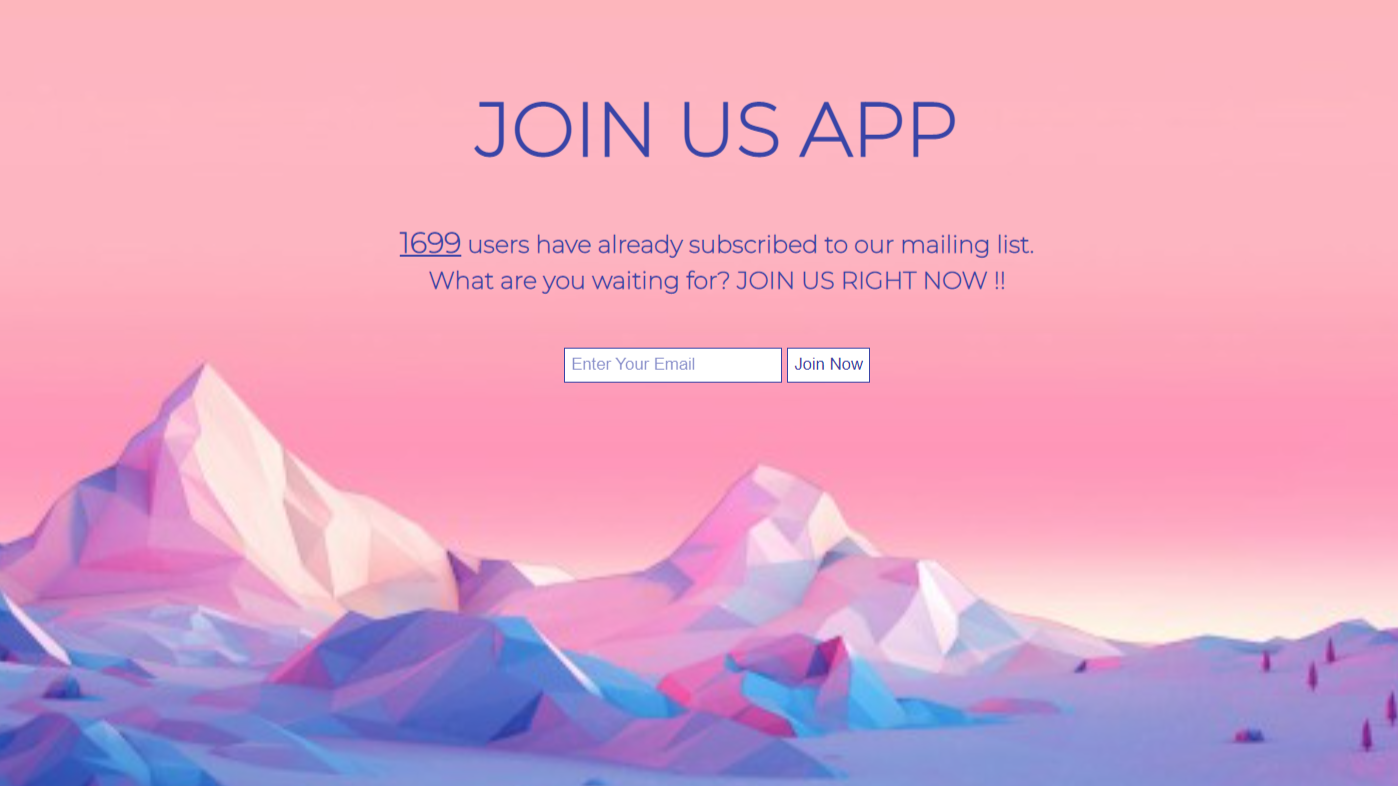 JOIN US APP
1699 users have already subscribed to our mailing list.
What are you waiting for? JOIN US RIGHT NOW !!
Enter Your Email
Join Now